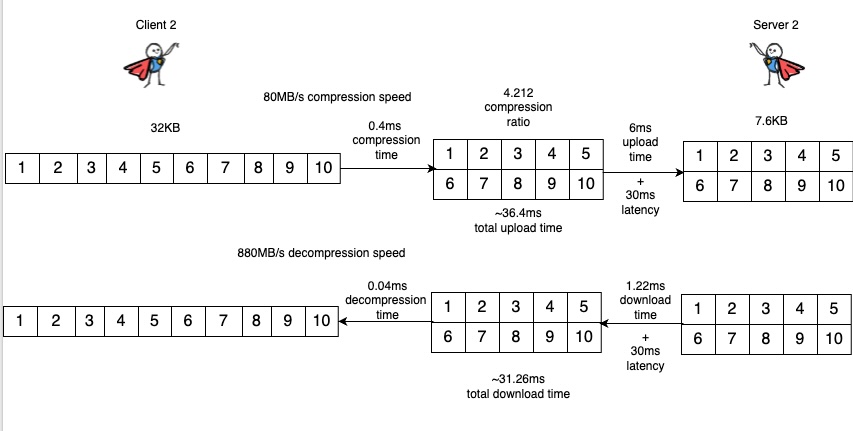 Client 2
Server 2
80MB/s compression speed
4.212
compression
ratio
32KB
0.4ms
compression
time
6ms
upload
time
7.6KB
1 2 3 4 5 6 7 8 9 10
1 2 3 4 5
6 7 8 9 10
+
30ms
latency
1 2 3 4 5
6 7 8 9 10
~36.4ms
total upload time
880MB/s decompression speed
0.04ms
decompression
time
1.22ms
download
time
1 2 3 4 5 6 7 8 9 10
1 2 3 4 5
6 7 8 9 10
+
30ms
latency
1 2 3 4 5
6 7 8 9 10
~31.26ms
total download time